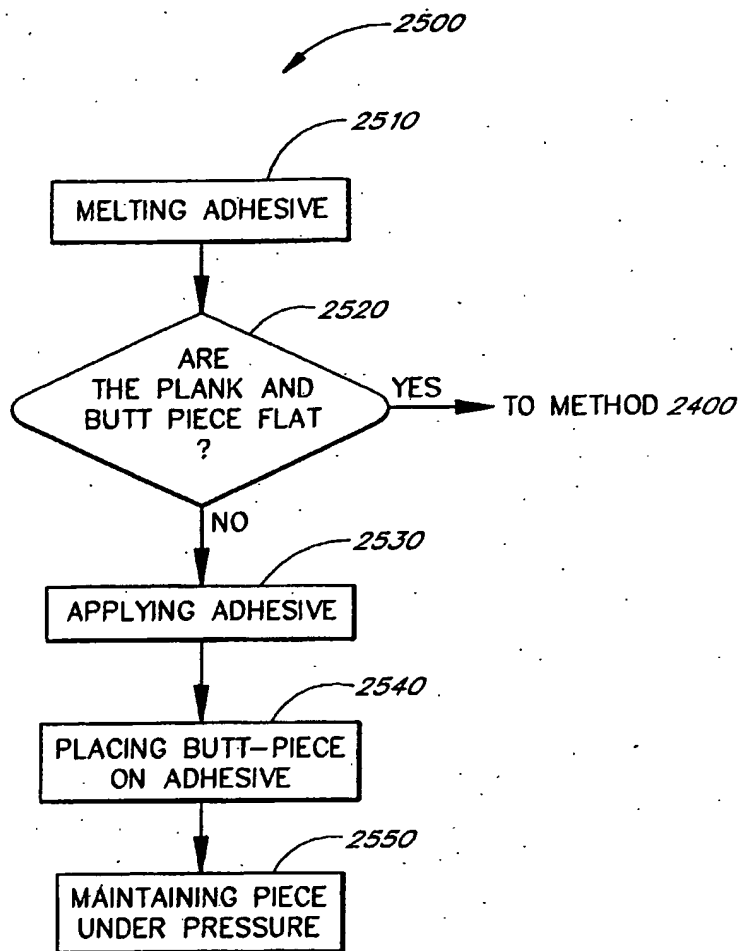 2500
2510
MELTING ADHESIVE
2520
ARE
THE PLANK AND
BUTT PIECE FLAT
?
YES
TO METHOD 2400
NO
2530
APPLYING ADHESIVE
2540
PLACING BUTT-PIECE
ON ADHESIVE
2550
MAINTAINING PIECE
UNDER PRESSURE